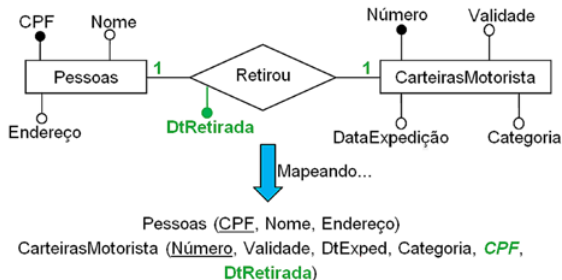 CPF Nome Número Validade
Pessoas 1 Retirou 1 CarteirasMotorista
Endereço DtRetirada DataExpedição Categoria
Mapeando...
Pessoas (CPF, Nome, Endereço)
CarteirasMotorista (Número, Validade, DtExped, Categoria, CPF,
DtRetirada)